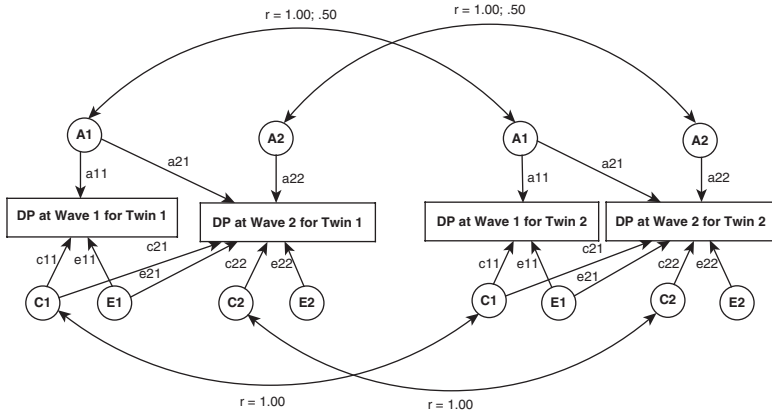 r = 1.00; .50
r = 1.00; .50
A1
A2
A1
A2
a11
a21
a22
a11
a21
a22
DP at Wave 1 for Twin 1
DP at Wave 2 for Twin 1
DP at Wave 1 for Twin 2
DP at Wave 2 for Twin 2
c11
e11
c21
e21
c22
e22
c11
e11
c21
e21
c22
e22
C1
E1
C2
E2
C1
E1
C2
E2
r = 1.00
r = 1.00